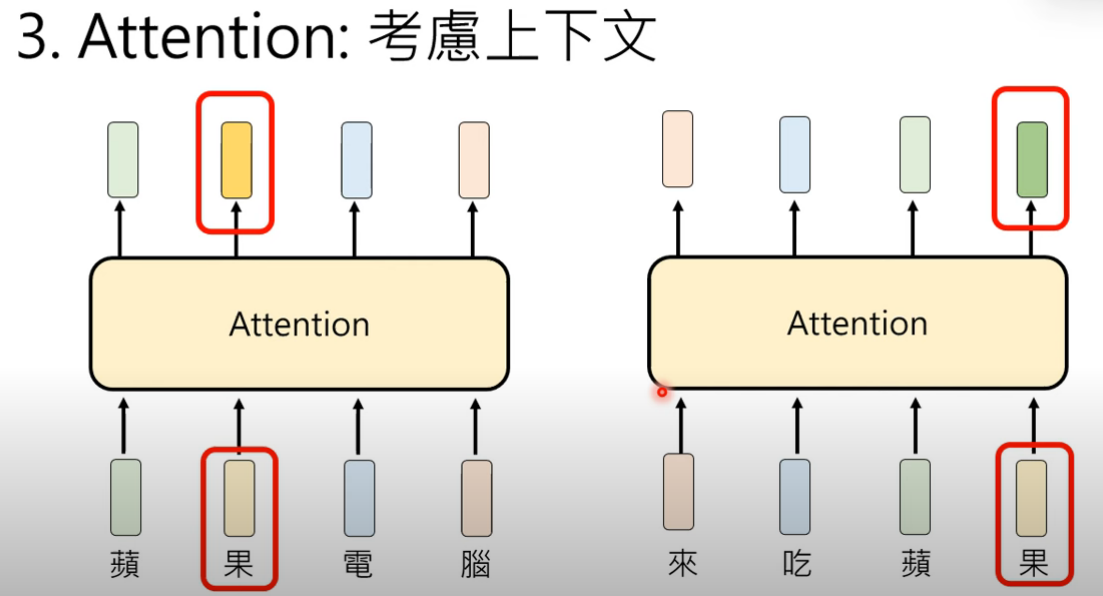 3. Attention: 考慮上下文
Attention
Attention
蘋 果 電 腦
來 吃 蘋 果